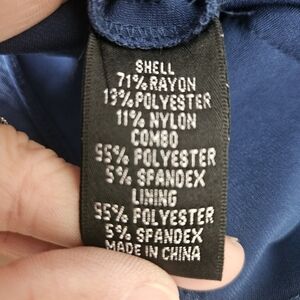 SHELL
71% RAYON
18% POLYESTER
11% NYLON
COMBO
95% POLYESTER
5% SPANDEX
LINING
95% POLYESTER
5% SPANDEX
MADE IN CHINA